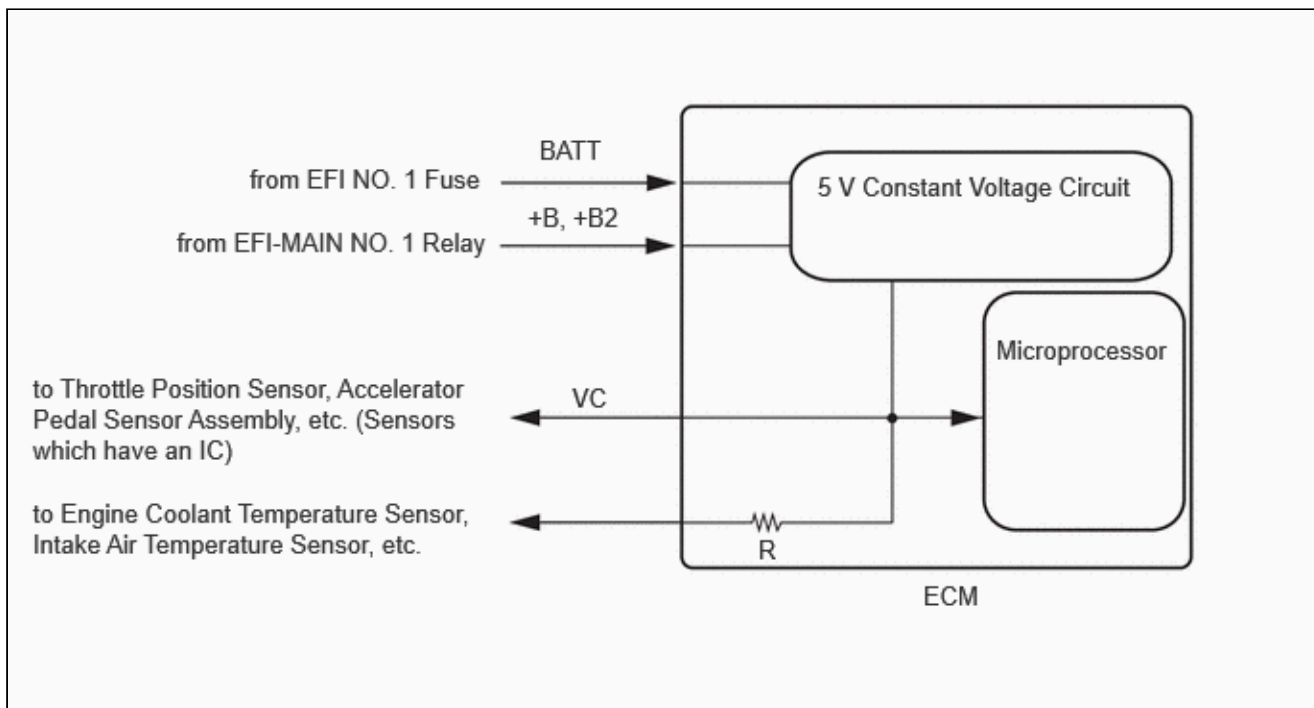 BATT
from EFI NO. 1 Fuse
5 V Constant Voltage Circuit
+B, +B2
from EFI-MAIN NO. 1 Relay
Microprocessor
to Throttle Position Sensor, Accelerator
Pedal Sensor Assembly, etc. (Sensors
which have an IC)
VC
to Engine Coolant Temperature Sensor,
Intake Air Temperature Sensor, etc.
R
ECM